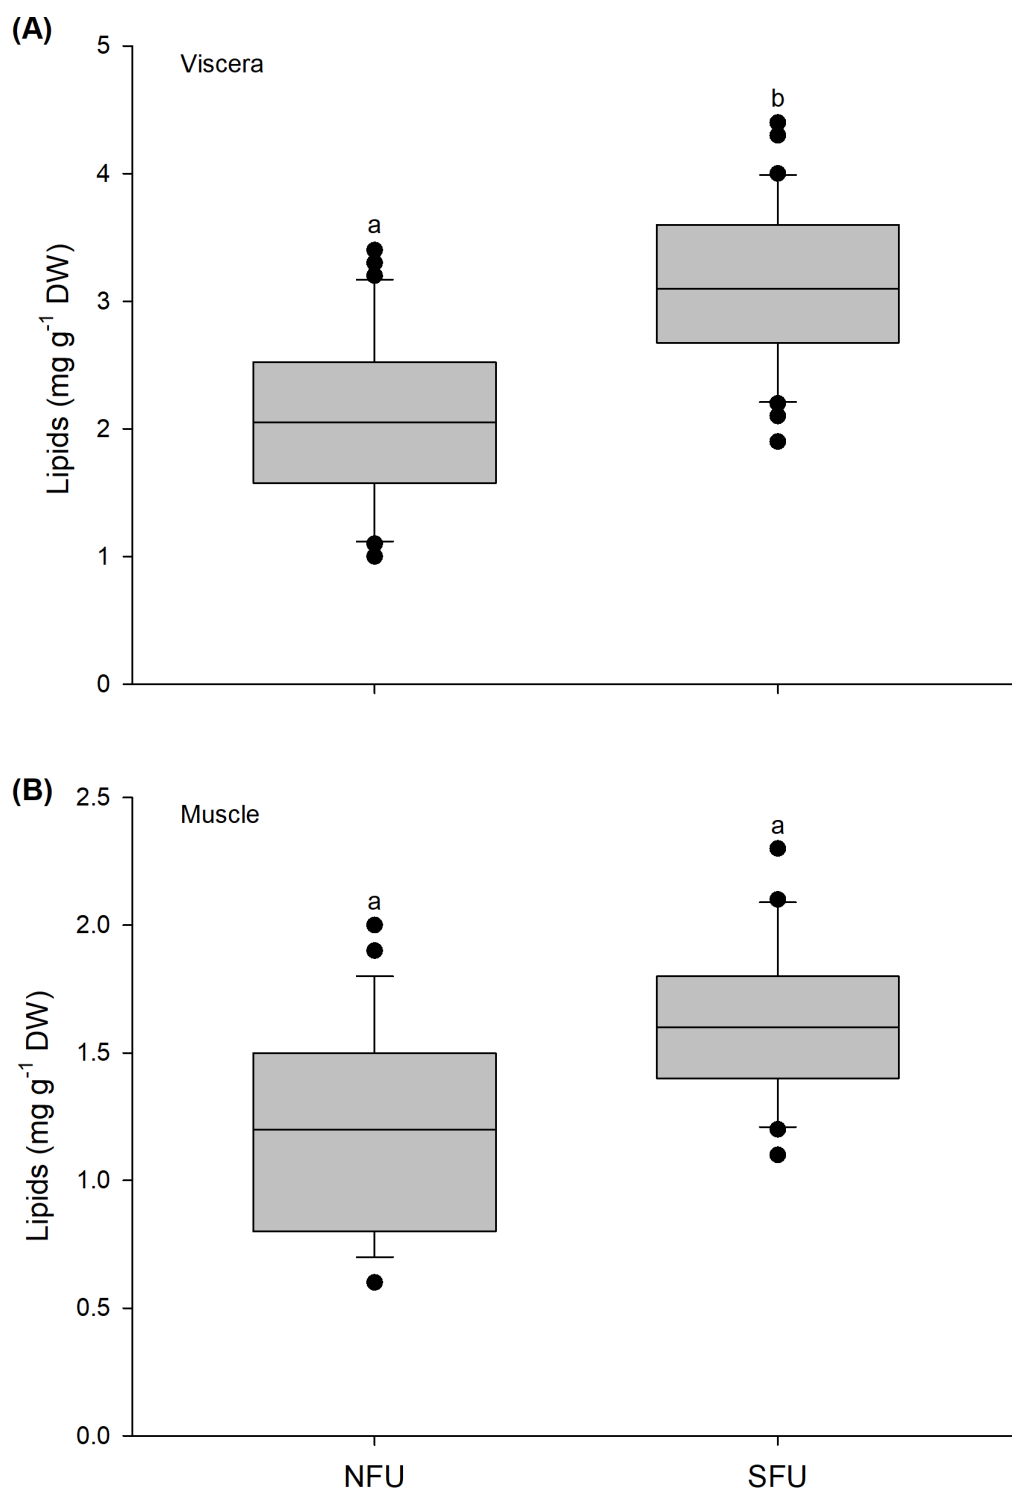 (A)
Viscera
5
4
3
2
1
0
Lipids (mg g⁻¹ DW)
a
b
(B)
Muscle
2.5
2.0
1.5
1.0
0.5
0.0
Lipids (mg g⁻¹ DW)
a
a
NFU SFU